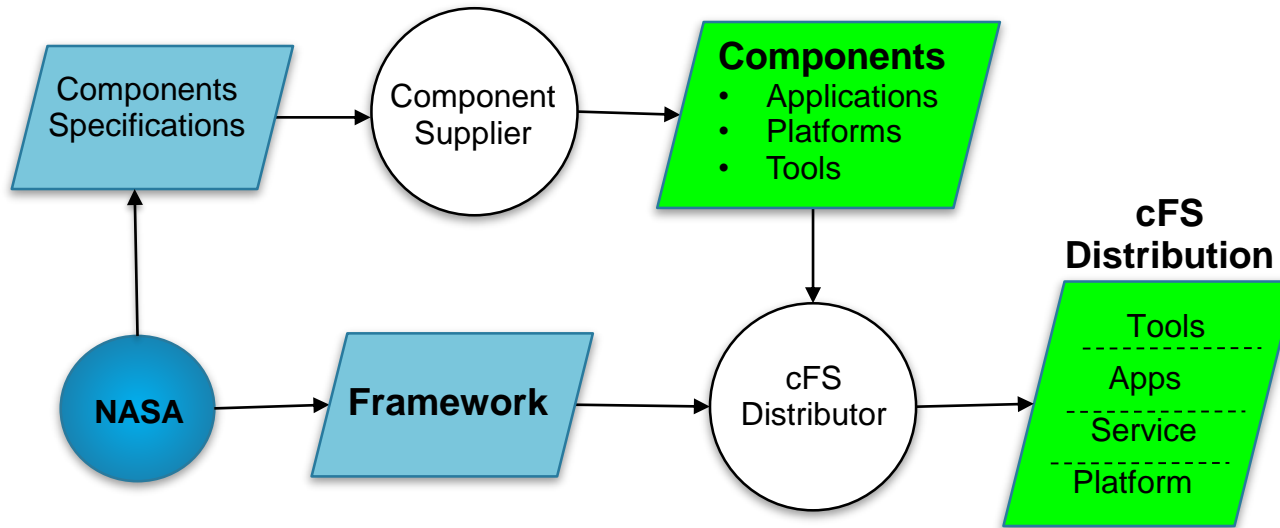 Components
Specifications
Component
Supplier
Components
• Applications
• Platforms
• Tools
NASA
Framework
cFS
Distributor
cFS
Distribution
Tools
Apps
Service
Platform